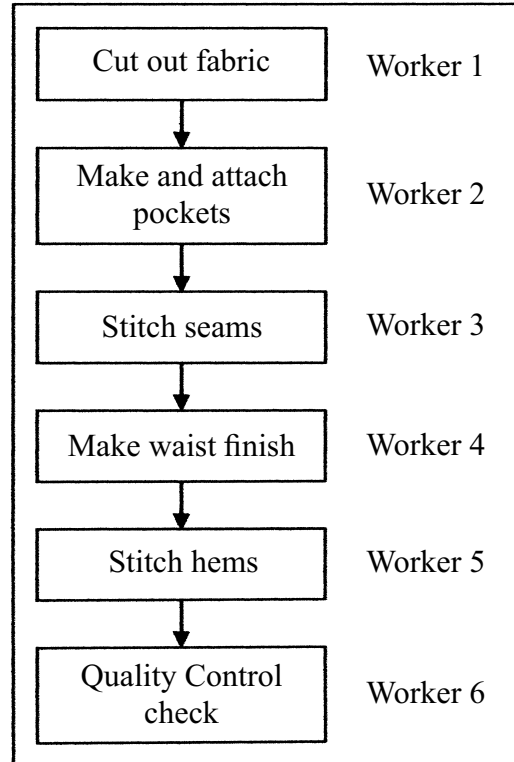 Cut out fabric
Worker 1
Make and attach
pockets
Worker 2
Stitch seams
Worker 3
Make waist finish
Worker 4
Stitch hems
Worker 5
Quality Control
check
Worker 6